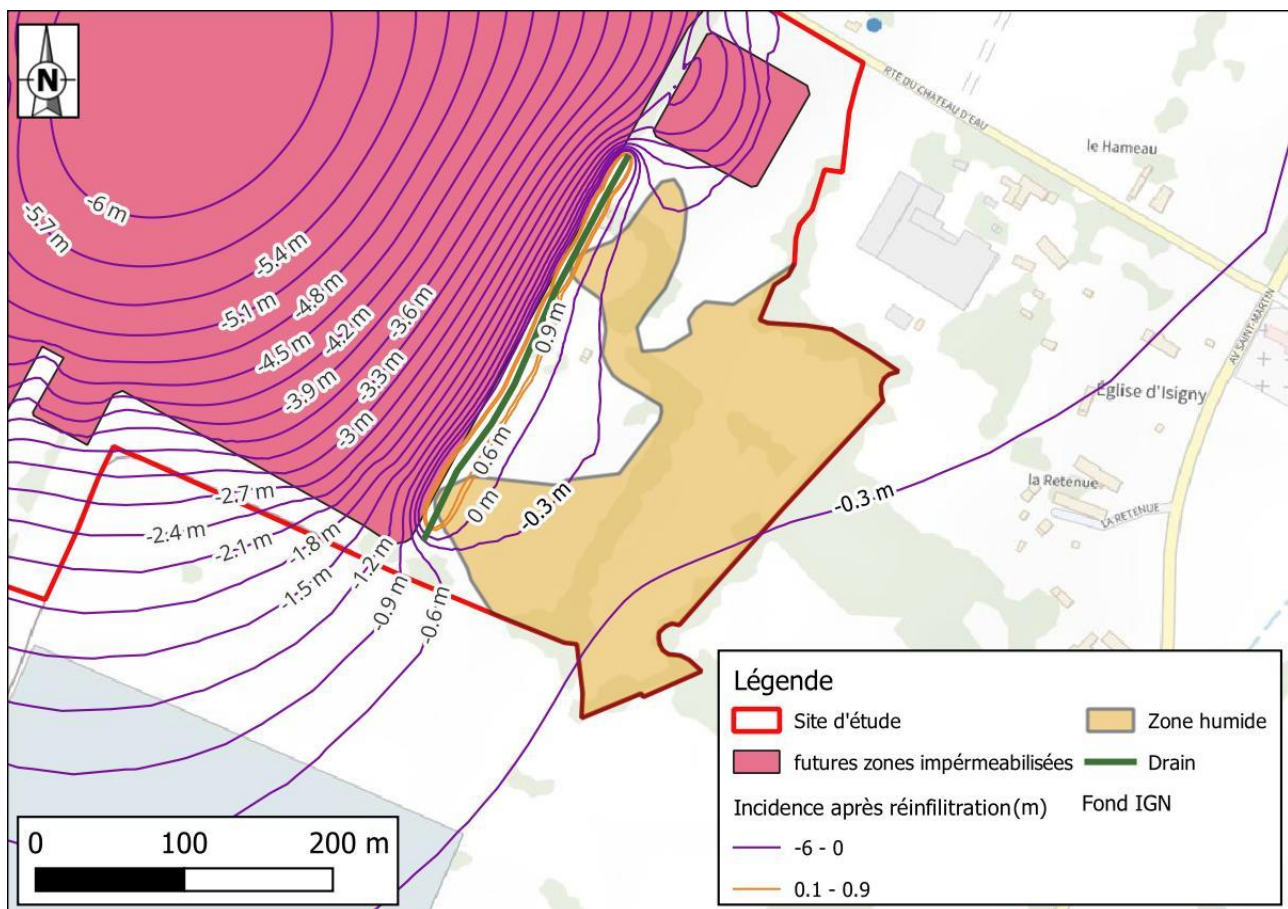 N
RTE DU CHATEAU D'EAU
le Hameau
-6 m
-5.7 m
-5.4 m
-5.1 m
-4.8 m
-4.5 m
-4.2 m
-3.9 m
-3.6 m
-3.3 m
-3 m
0.9 m
AV SAINT-MARTIN
Église d'Isigny
0.6 m
0 m
-0.3 m
-0.3 m
la Retenue
LA RETENUE
-2.7 m
-2.4 m
-2.1 m
-1.8 m
-1.5 m
-1.2 m
-0.9 m
-0.6 m
0 100 200 m
Légende
Site d'étude
Zone humide
futures zones impérmeabilisées
Drain
Incidence après réinfilitration(m)
Fond IGN
-6 - 0
0.1 - 0.9